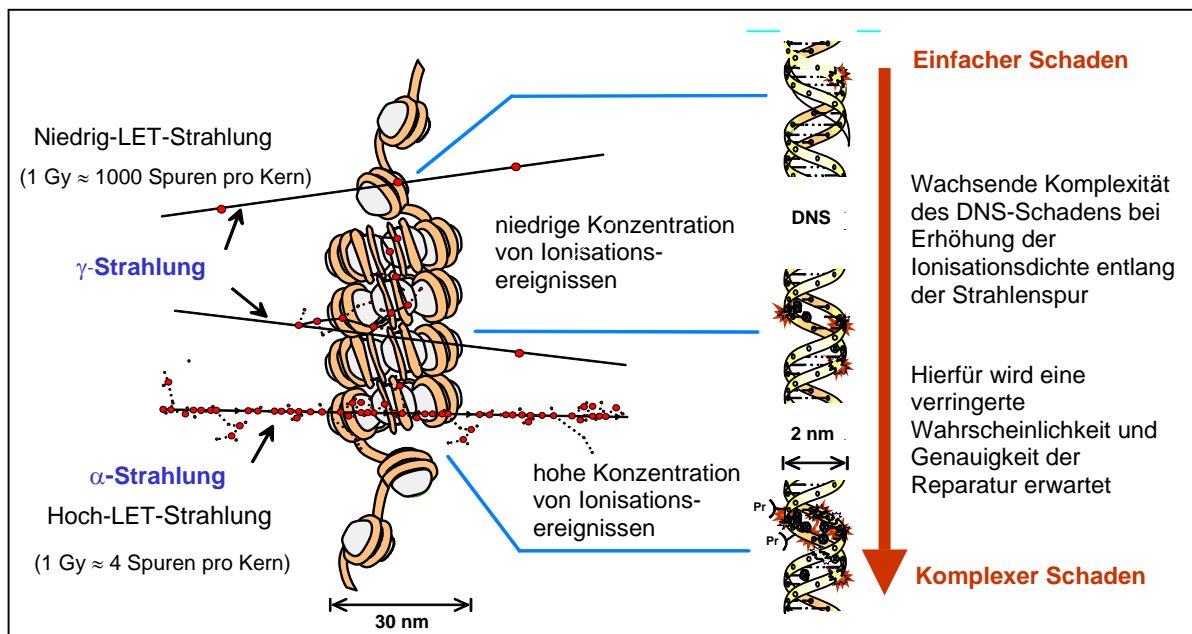 Niedrig-LET-Strahlung
(1 Gy ≈ 1000 Spuren pro Kern)
γ-Strahlung
α-Strahlung
Hoch-LET-Strahlung
(1 Gy ≈ 4 Spuren pro Kern)
30 nm
niedrige Konzentration
von Ionisations-
ereignissen
hohe Konzentration
von Ionisations-
ereignissen
DNS
2 nm
Pr
Pr
Einfacher Schaden
Wachsende Komplexität
des DNS-Schadens bei
Erhöhung der
Ionisationsdichte entlang
der Strahlenspur
Hierfür wird eine
verringerte
Wahrscheinlichkeit und
Genauigkeit der
Reparatur erwartet
Komplexer Schaden